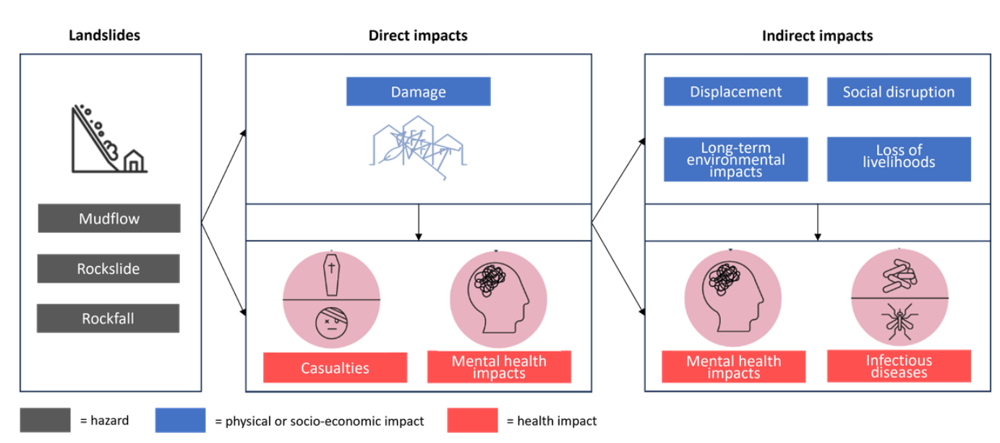 Landslides
Direct impacts
Indirect impacts
Mudflow
Rockslide
Rockfall
Damage
Casualties
Mental health
impacts
Displacement
Social disruption
Long-term
environmental
impacts
Loss of
livelihoods
Mental health
impacts
Infectious
diseases
= hazard
= physical or socio-economic impact
= health impact